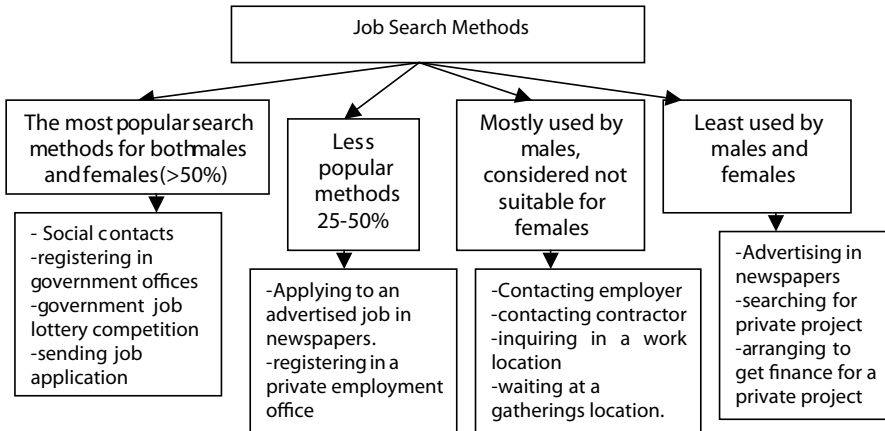 Job Search Methods
The most popular search
methods for bothmales
and females(>50%)
Less
popular
methods
25-50%
Mostly used by
males,
considered not
suitable for
females
Least used by
males and
females
- Social contacts
-registering in
government offices
-government job
lottery competition
-sending job
application
-Applying to an
advertised job in
newspapers.
-registering in a
private employment
office
-Contacting employer
-contacting contractor
-inquiring in a work
location
-waiting at a
gatherings location.
-Advertising in
newspapers
-searching for
private project
-arranging to
get finance for a
private project